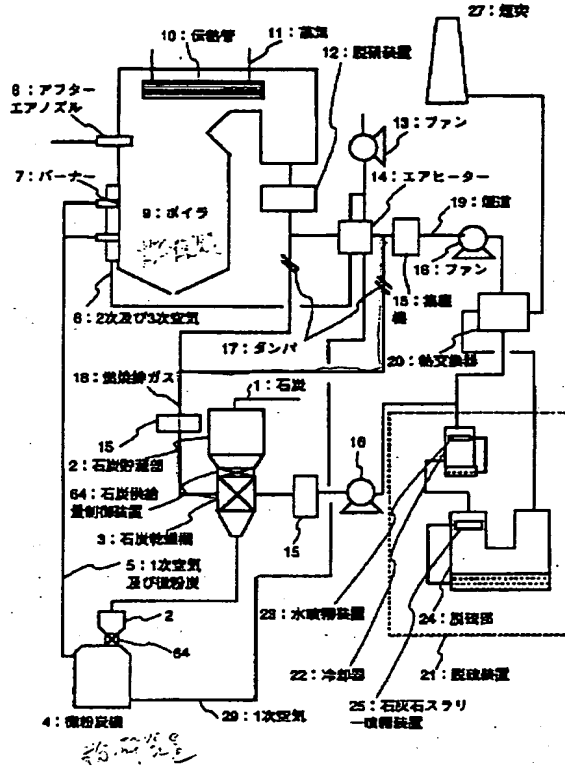 27：煙突
10：伝熱管
11：蒸気
12：脱硝装置
8：アフター
エアノズル
13：ファン
7：バーナー
14：エアヒーター
9：ボイラ
19：煙道
16：ファン
15：集塵
機
6：2次及び3次空気
17：ダンパ
20：熱交換器
18：燃焼排ガス
1：石炭
15
2：石炭貯蔵部
16
64：石炭供給
量制御装置
3：石炭乾燥機
15
5：1次空気
及び微粉炭
2
64
23：水噴霧装置
24：脱硫部
22：冷却器
21：脱硫装置
4：微粉炭機
29：1次空気
25：石灰石スラリ
ー噴霧装置